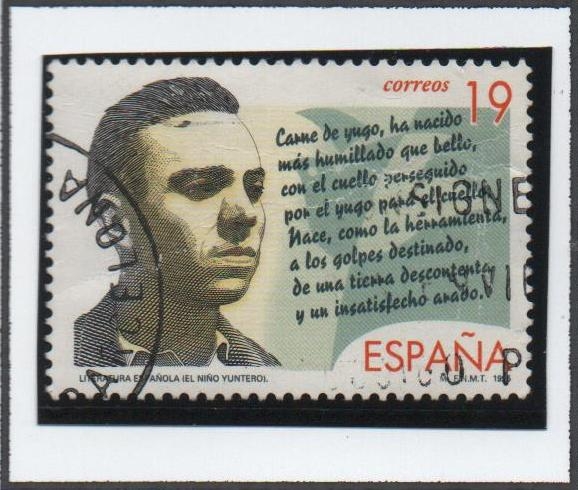 correos 19
Carne de yugo, ha nacido
más humillado que bello,
con el cuello perseguido
por el yugo para el cuello.
Nace, como la herramienta,
a los golpes destinado,
de una tierra descontenta
y un insatisfecho arado.
ESPAÑA
LITERATURA ESPAÑOLA (EL NIÑO YUNTERO).
F.N.M.T.
BARCELONA